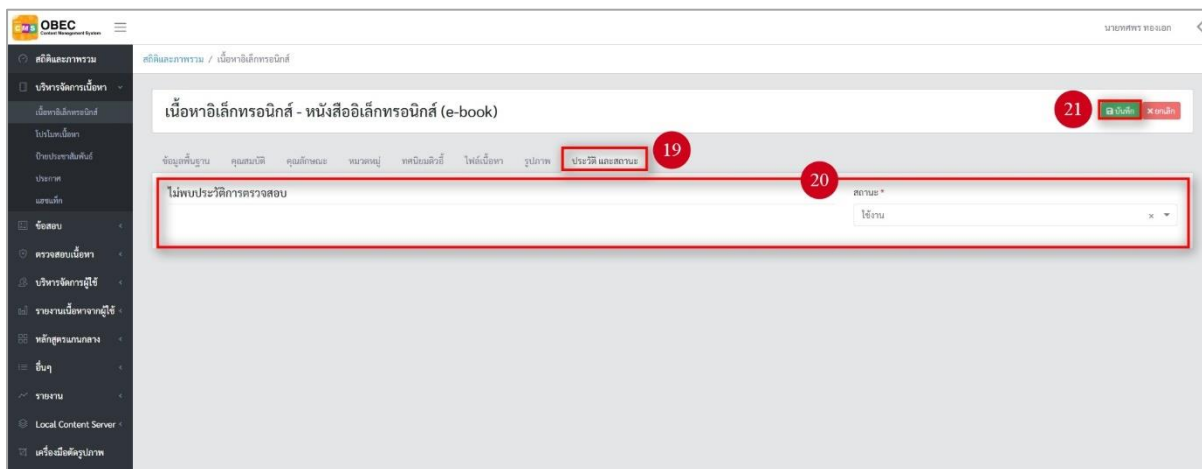 CMS OBEC
Content Management System
นายทศพร ทองเอก
สถิติและภาพรวม
บริหารจัดการเนื้อหา
เนื้อหาอิเล็กทรอนิกส์
โปรโมทเนื้อหา
ป้ายประชาสัมพันธ์
ประกาศ
แฮชแท็ก
ข้อสอบ
ตรวจสอบเนื้อหา
บริหารจัดการผู้ใช้
รายงานเนื้อหาจากผู้ใช้
หลักสูตรแกนกลาง
อื่นๆ
รายงาน
Local Content Server
เครื่องมือตัดรูปภาพ
สถิติและภาพรวม / เนื้อหาอิเล็กทรอนิกส์
เนื้อหาอิเล็กทรอนิกส์ - หนังสืออิเล็กทรอนิกส์ (e-book)
21
บันทึก
ยกเลิก
ข้อมูลพื้นฐาน คุณสมบัติ คุณลักษณะ หมวดหมู่ ทศนิยมดิวอี้ ไฟล์เนื้อหา รูปภาพ ประวัติ และสถานะ
19
20
ไม่พบประวัติการตรวจสอบ
สถานะ *
ใช้งาน